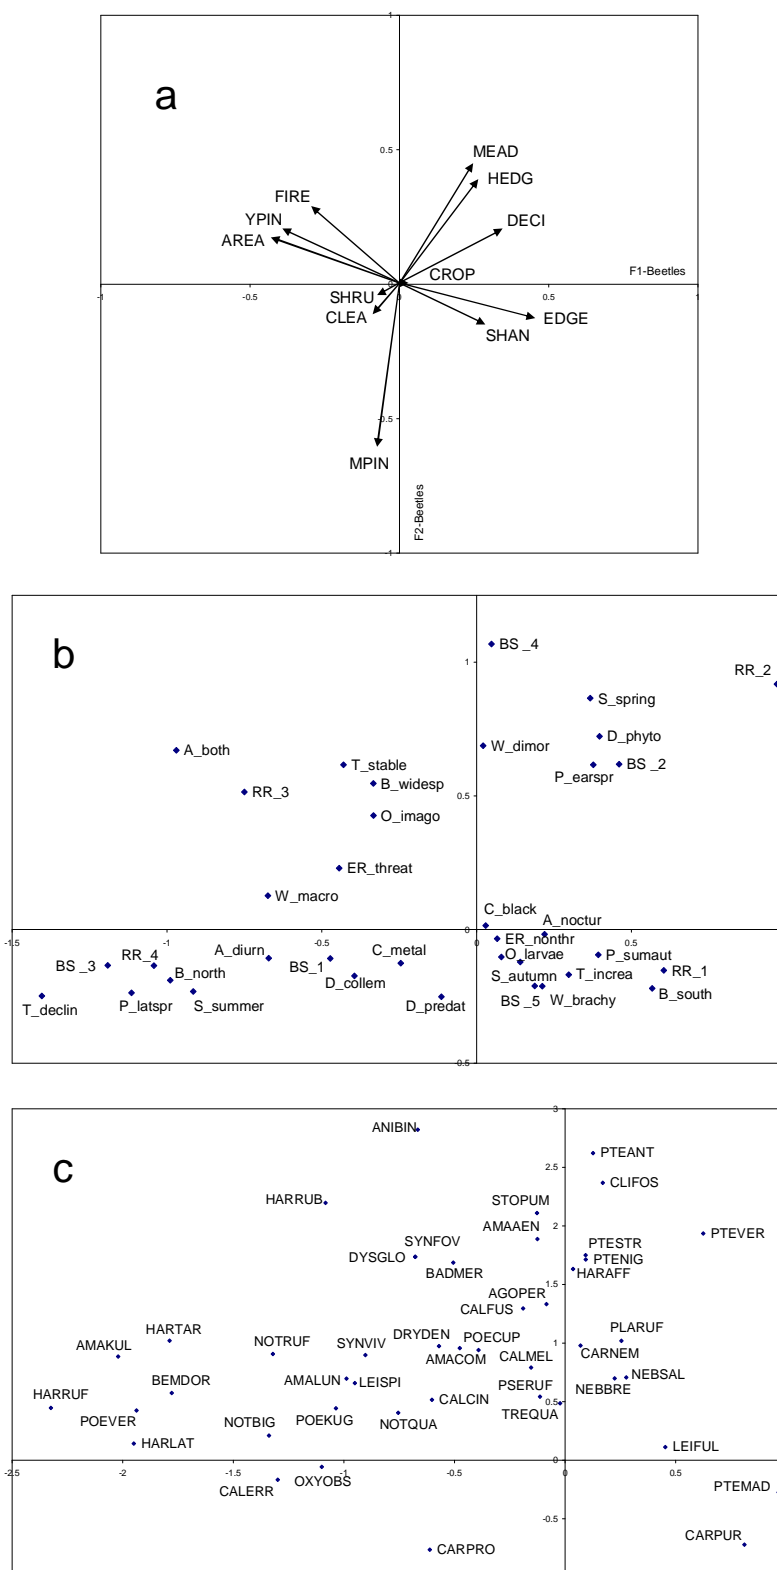 1
a
0.5
MEAD
HEDG
FIRE
YPIN
DECI
AREA
CROP
F1-Beetles
0
-1
-0.5
0
0.5
1
SHRU
CLEA
EDGE
SHAN
-0.5
MPIN
F2-Beetles
-1
b
BS _4
1
RR_2
S_spring
D_phyto
W_dimor
A_both
T_stable
BS _2
P_earspr
B_widesp
RR_3
0.5
O_imago
ER_threat
W_macro
C_black
A_noctur
-1.5
-1
-0.5
0
ER_nonthr
A_diurn
C_metal
O_larvae
P_sumaut
RR_4
BS _3
BS_1
S_autumn
T_increa
RR_1
B_north
D_collem
T_declin
P_latspr
S_summer
D_predat
BS _5
W_brachy
B_south
-0.5
3
ANIBIN
c
PTEANT
2.5
CLIFOS
HARRUB
STOPUM
2
AMAAEN
PTEVER
SYNFOV
PTESTR
DYSGLO
PTENIG
BADMER
HARAFF
1.5
AGOPER
CALFUS
HARTAR
DRYDEN
POECUP
PLARUF
AMAKUL
NOTRUF
SYNVIV
1
CARNEM
AMACOM
CALMEL
BEMDOR
AMALUN
LEISPI
NEBSAL
NEBBRE
HARRUF
PSERUF
CALCIN
0.5
TREQUA
POEVER
NOTBIG
POEKUG
NOTQUA
HARLAT
LEIFUL
-2.5
-2
-1.5
-1
-0.5
0
0
0.5
OXYOBS
CALERR
PTEMAD
-0.5
CARPUR
CARPRO